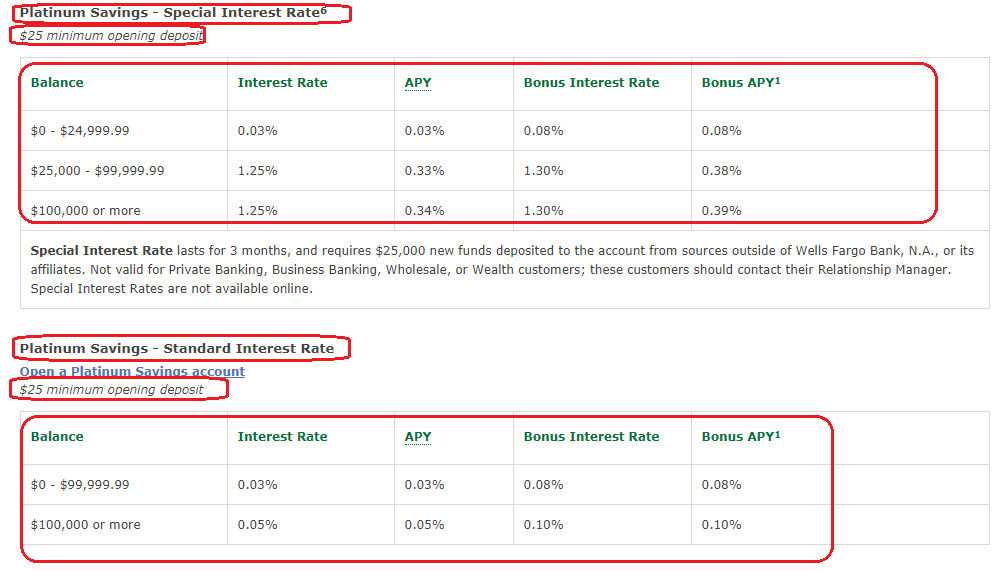 Platinum Savings - Special Interest Rate⁶
$25 minimum opening deposit
Balance Interest Rate APY Bonus Interest Rate Bonus APY¹
$0 - $24,999.99 0.03% 0.03% 0.08% 0.08%
$25,000 - $99,999.99 1.25% 0.33% 1.30% 0.38%
$100,000 or more 1.25% 0.34% 1.30% 0.39%
Special Interest Rate lasts for 3 months, and requires $25,000 new funds deposited to the account from sources outside of Wells Fargo Bank, N.A., or its
affiliates. Not valid for Private Banking, Business Banking, Wholesale, or Wealth customers; these customers should contact their Relationship Manager.
Special Interest Rates are not available online.
Platinum Savings - Standard Interest Rate
Open a Platinum Savings account
$25 minimum opening deposit
Balance Interest Rate APY Bonus Interest Rate Bonus APY¹
$0 - $99,999.99 0.03% 0.03% 0.08% 0.08%
$100,000 or more 0.05% 0.05% 0.10% 0.10%